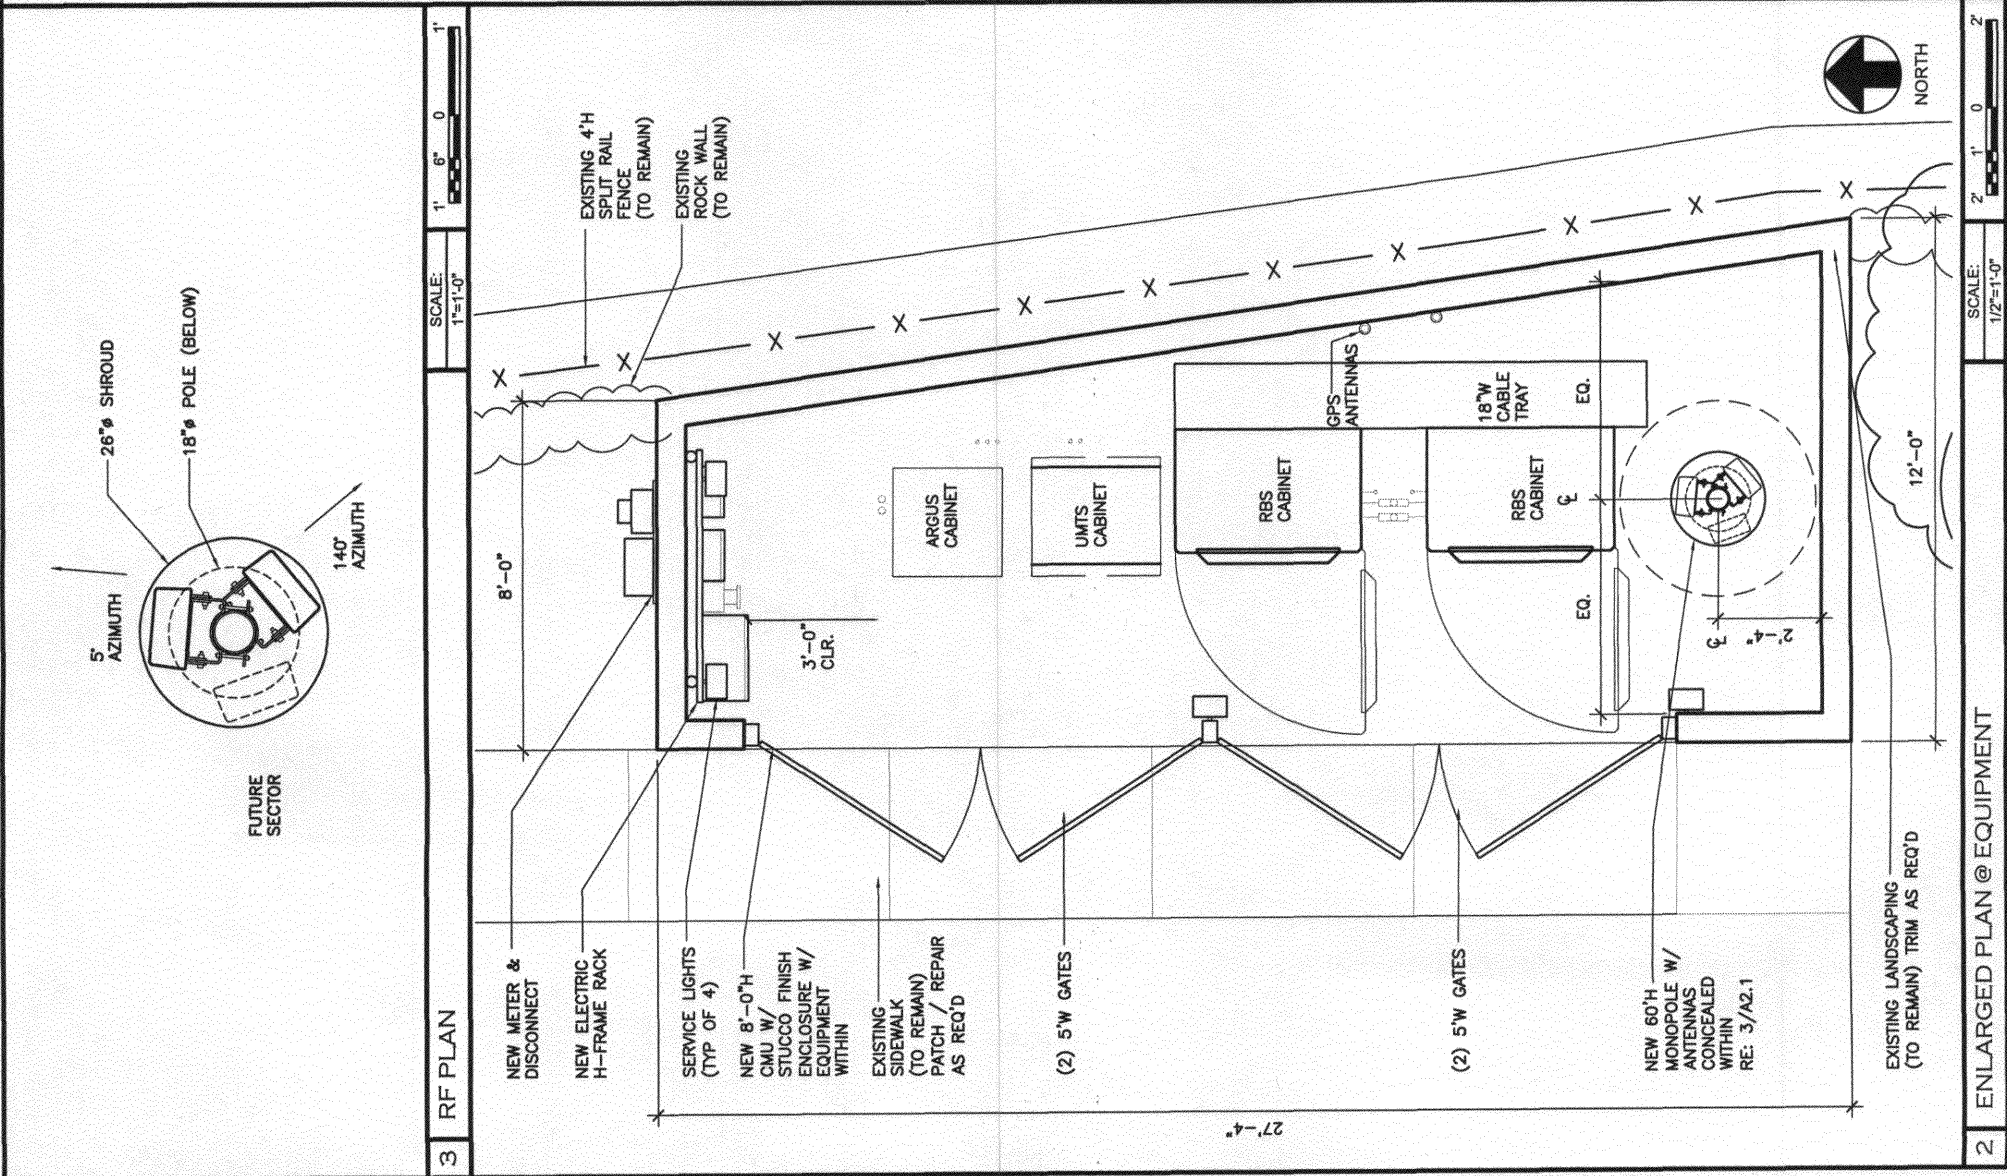 26"ø SHROUD
18"ø POLE (BELOW)
5°
AZIMUTH
140°
AZIMUTH
FUTURE
SECTOR
3 RF PLAN
SCALE:
1"=1'-0"
1' 6" 0 1'
EXISTING 4'H
SPLIT RAIL
FENCE
(TO REMAIN)
EXISTING
ROCK WALL
(TO REMAIN)
8'-0"
NEW METER &
DISCONNECT
NEW ELECTRIC
H-FRAME RACK
SERVICE LIGHTS
(TYP OF 4)
NEW 8'-0"H
CMU W/
STUCCO FINISH
ENCLOSURE W/
EQUIPMENT
WITHIN
EXISTING
SIDEWALK
(TO REMAIN)
PATCH / REPAIR
AS REQ'D
(2) 5'W GATES
(2) 5'W GATES
NEW 60'H
MONOPOLE W/
ANTENNAS
CONCEALED
WITHIN
RE: 3/A2.1
EXISTING LANDSCAPING
(TO REMAIN) TRIM AS REQ'D
3'-0"
CLR.
ARGUS
CABINET
UMTS
CABINET
RBS
CABINET
RBS
CABINET
GPS
ANTENNAS
18"W
CABLE
TRAY
EQ.
EQ.
℄
℄
2'-4"
12'-0"
27'-4"
X X X X X X X X X X X X
NORTH
2 ENLARGED PLAN @ EQUIPMENT
SCALE:
1/2"=1'-0"
2' 1' 0 2'